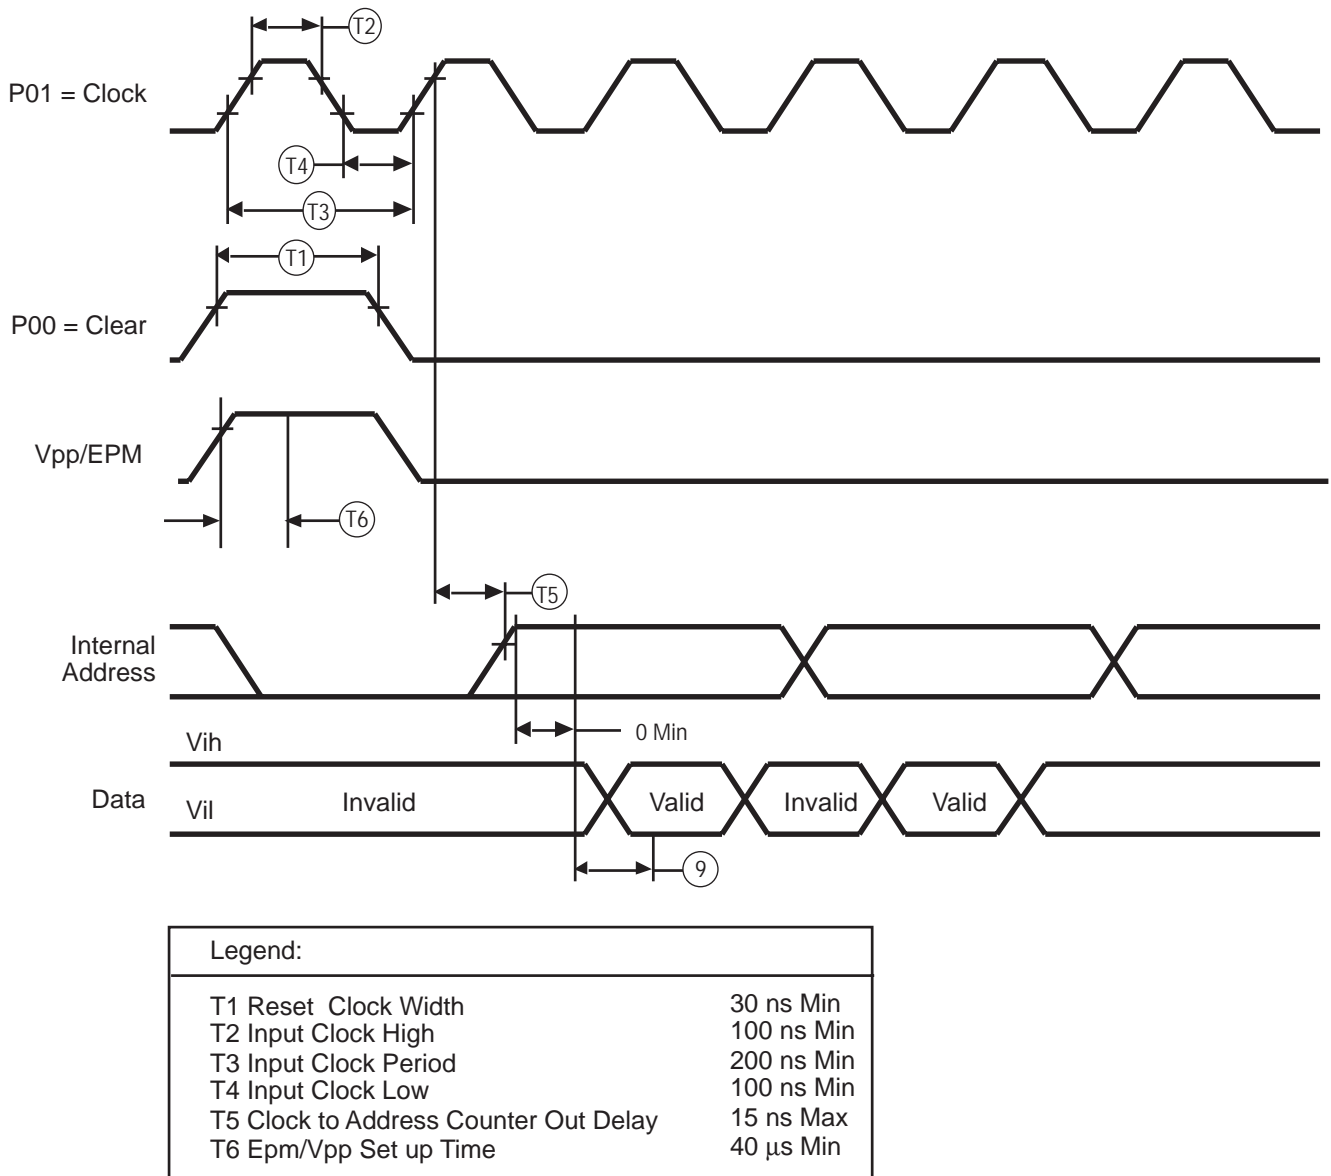 T2
P01 = Clock
T4
T3
T1
P00 = Clear
Vpp/EPM
T6
T5
Internal
Address
0 Min
Vih
Data
Vil
Invalid
Valid
Invalid
Valid
9
Legend:
T1 Reset Clock Width 30 ns Min
T2 Input Clock High 100 ns Min
T3 Input Clock Period 200 ns Min
T4 Input Clock Low 100 ns Min
T5 Clock to Address Counter Out Delay 15 ns Max
T6 Epm/Vpp Set up Time 40 μs Min